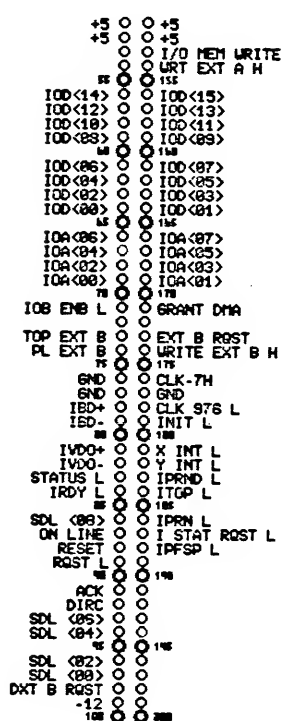 +5 +5
+5 +5
I/O MEM WRITE
WRT EXT A H
155
IOD<14> IOD<15>
IOD<12> IOD<13>
IOD<10> IOD<11>
IOD<08> IOD<09>
160
IOD<06> IOD<07>
IOD<04> IOD<05>
IOD<02> IOD<03>
IOD<00> IOD<01>
65 165
IOA<06> IOA<07>
IOA<04> IOA<05>
IOA<02> IOA<03>
IOA<00> IOA<01>
70 170
IOB ENB L GRANT DMA
TOP EXT B EXT B RQST
PL EXT B WRITE EXT B H
75 175
GND CLK-7H
GND GND
IBD+ CLK 976 L
IBD- INIT L
180
IVDO+ X INT L
IVDO- Y INT L
STATUS L IPRND L
IRDY L ITOP L
185
SDL <08> IPRN L
ON LINE I STAT RQST L
RESET IPFSP L
RQST L
190
ACK
DIRC
SDL <05>
SDL <04>
95 195
SDL <02>
SDL <00>
DXT B RQST
-12
100 200